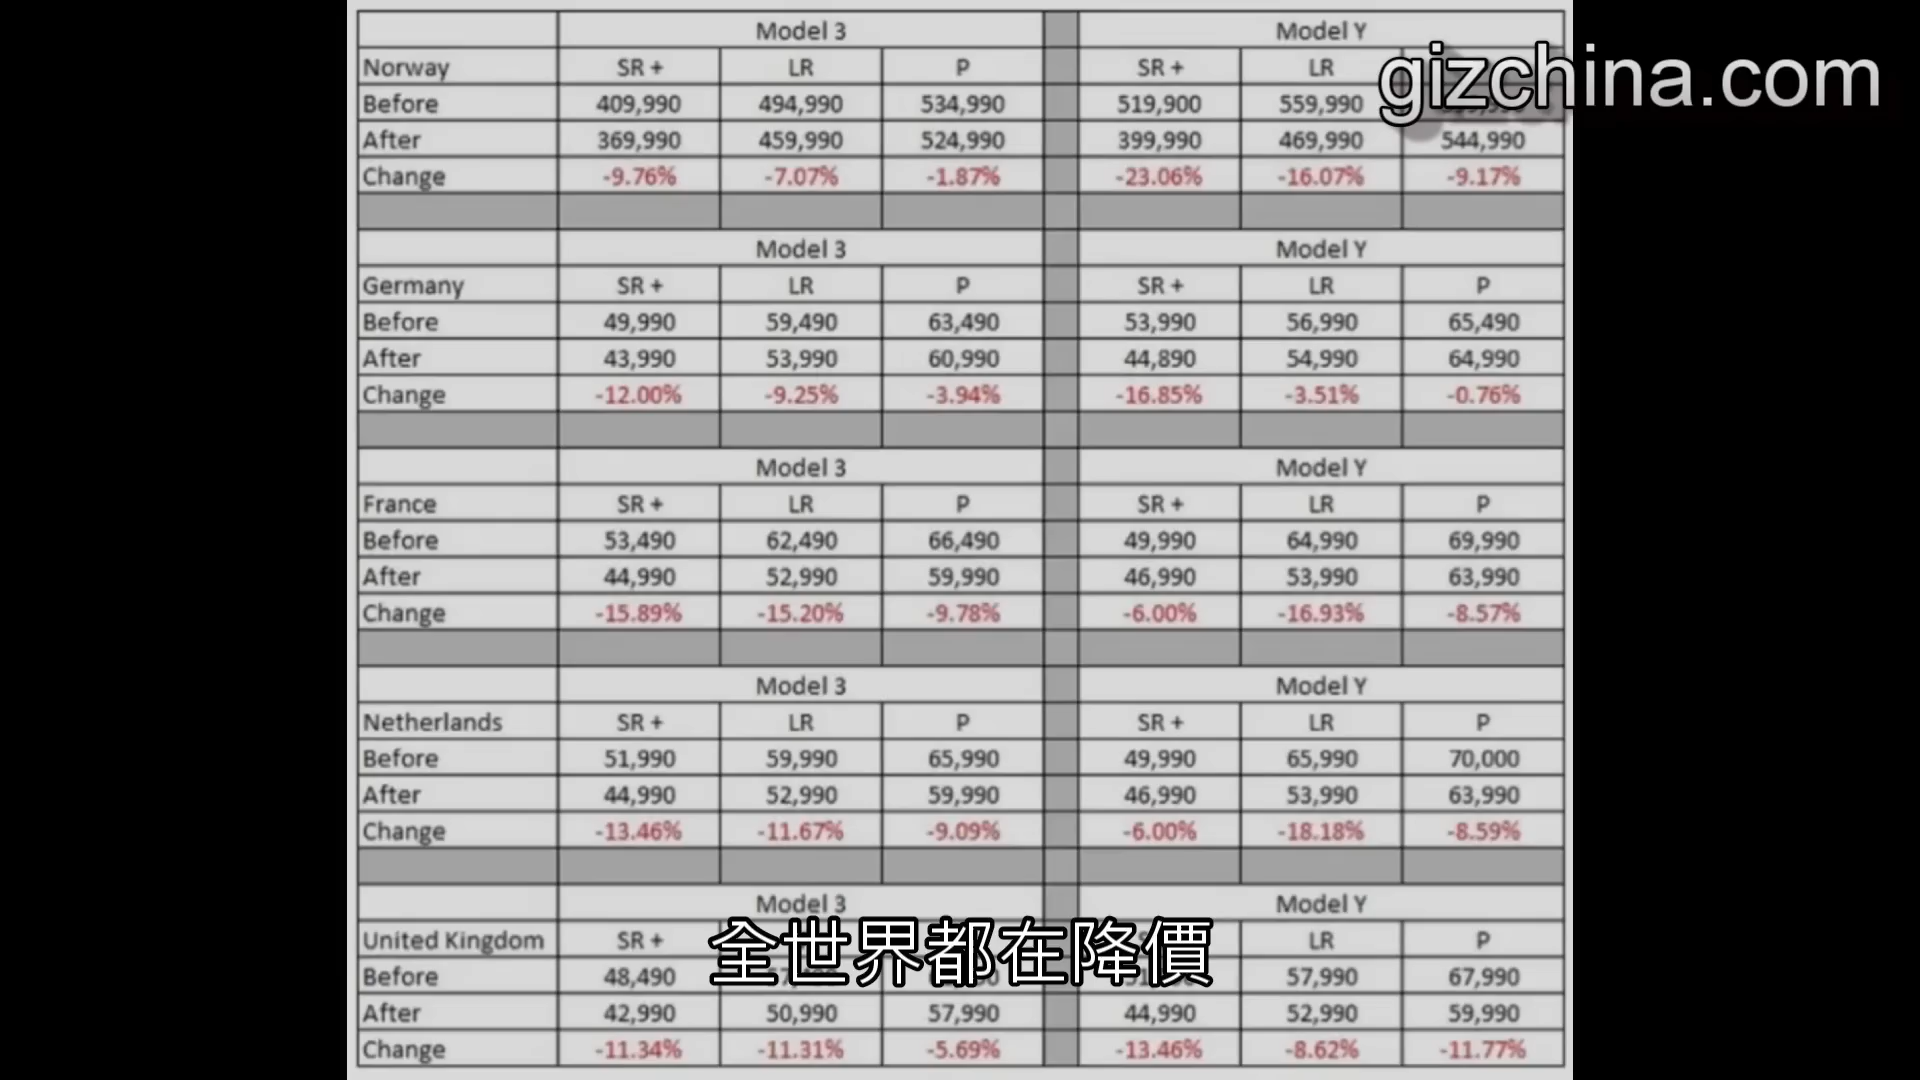 Model 3 Model Y
gizchina.com
Norway SR + LR P SR + LR
Before 409,990 494,990 534,990 519,900 559,990
After 369,990 459,990 524,990 399,990 469,990 544,990
Change -9.76% -7.07% -1.87% -23.06% -16.07% -9.17%
Model 3 Model Y
Germany SR + LR P SR + LR P
Before 49,990 59,490 63,490 53,990 56,990 65,490
After 43,990 53,990 60,990 44,890 54,990 64,990
Change -12.00% -9.25% -3.94% -16.85% -3.51% -0.76%
Model 3 Model Y
France SR + LR P SR + LR P
Before 53,490 62,490 66,490 49,990 64,990 69,990
After 44,990 52,990 59,990 46,990 53,990 63,990
Change -15.89% -15.20% -9.78% -6.00% -16.93% -8.57%
Model 3 Model Y
Netherlands SR + LR P SR + LR P
Before 51,990 59,990 65,990 49,990 65,990 70,000
After 44,990 52,990 59,990 46,990 53,990 63,990
Change -13.46% -11.67% -9.09% -6.00% -18.18% -8.59%
Model 3 Model Y
United Kingdom SR + LR P
全世界都在降價
Before 48,490 57,990 67,990
After 42,990 50,990 57,990 44,990 52,990 59,990
Change -11.34% -11.31% -5.69% -13.46% -8.62% -11.77%